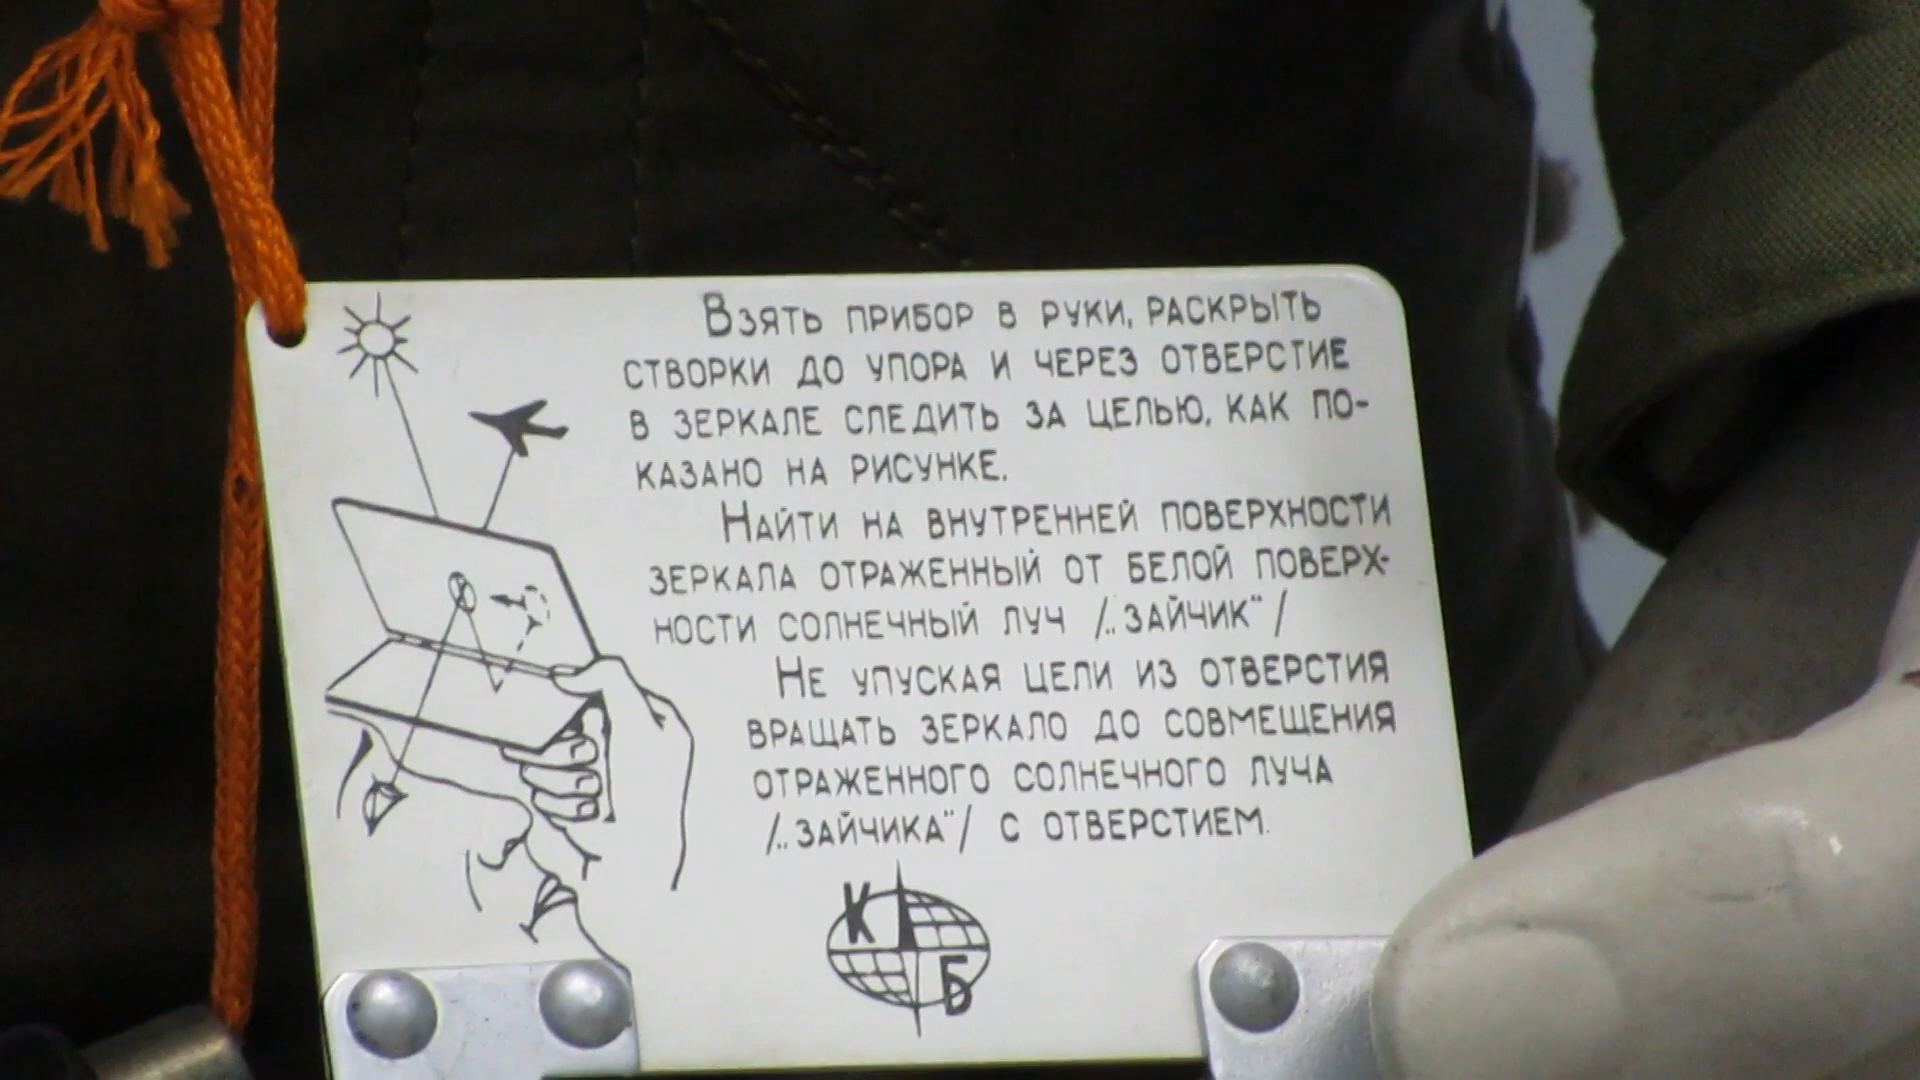 Взять прибор в руки, раскрыть
створки до упора и через отверстие
в зеркале следить за целью, как по-
казано на рисунке.
Найти на внутренней поверхности
зеркала отраженный от белой поверх-
ности солнечный луч /„зайчик"/
Не упуская цели из отверстия
вращать зеркало до совмещения
отраженного солнечного луча
/„зайчика"/ с отверстием.
К
Б